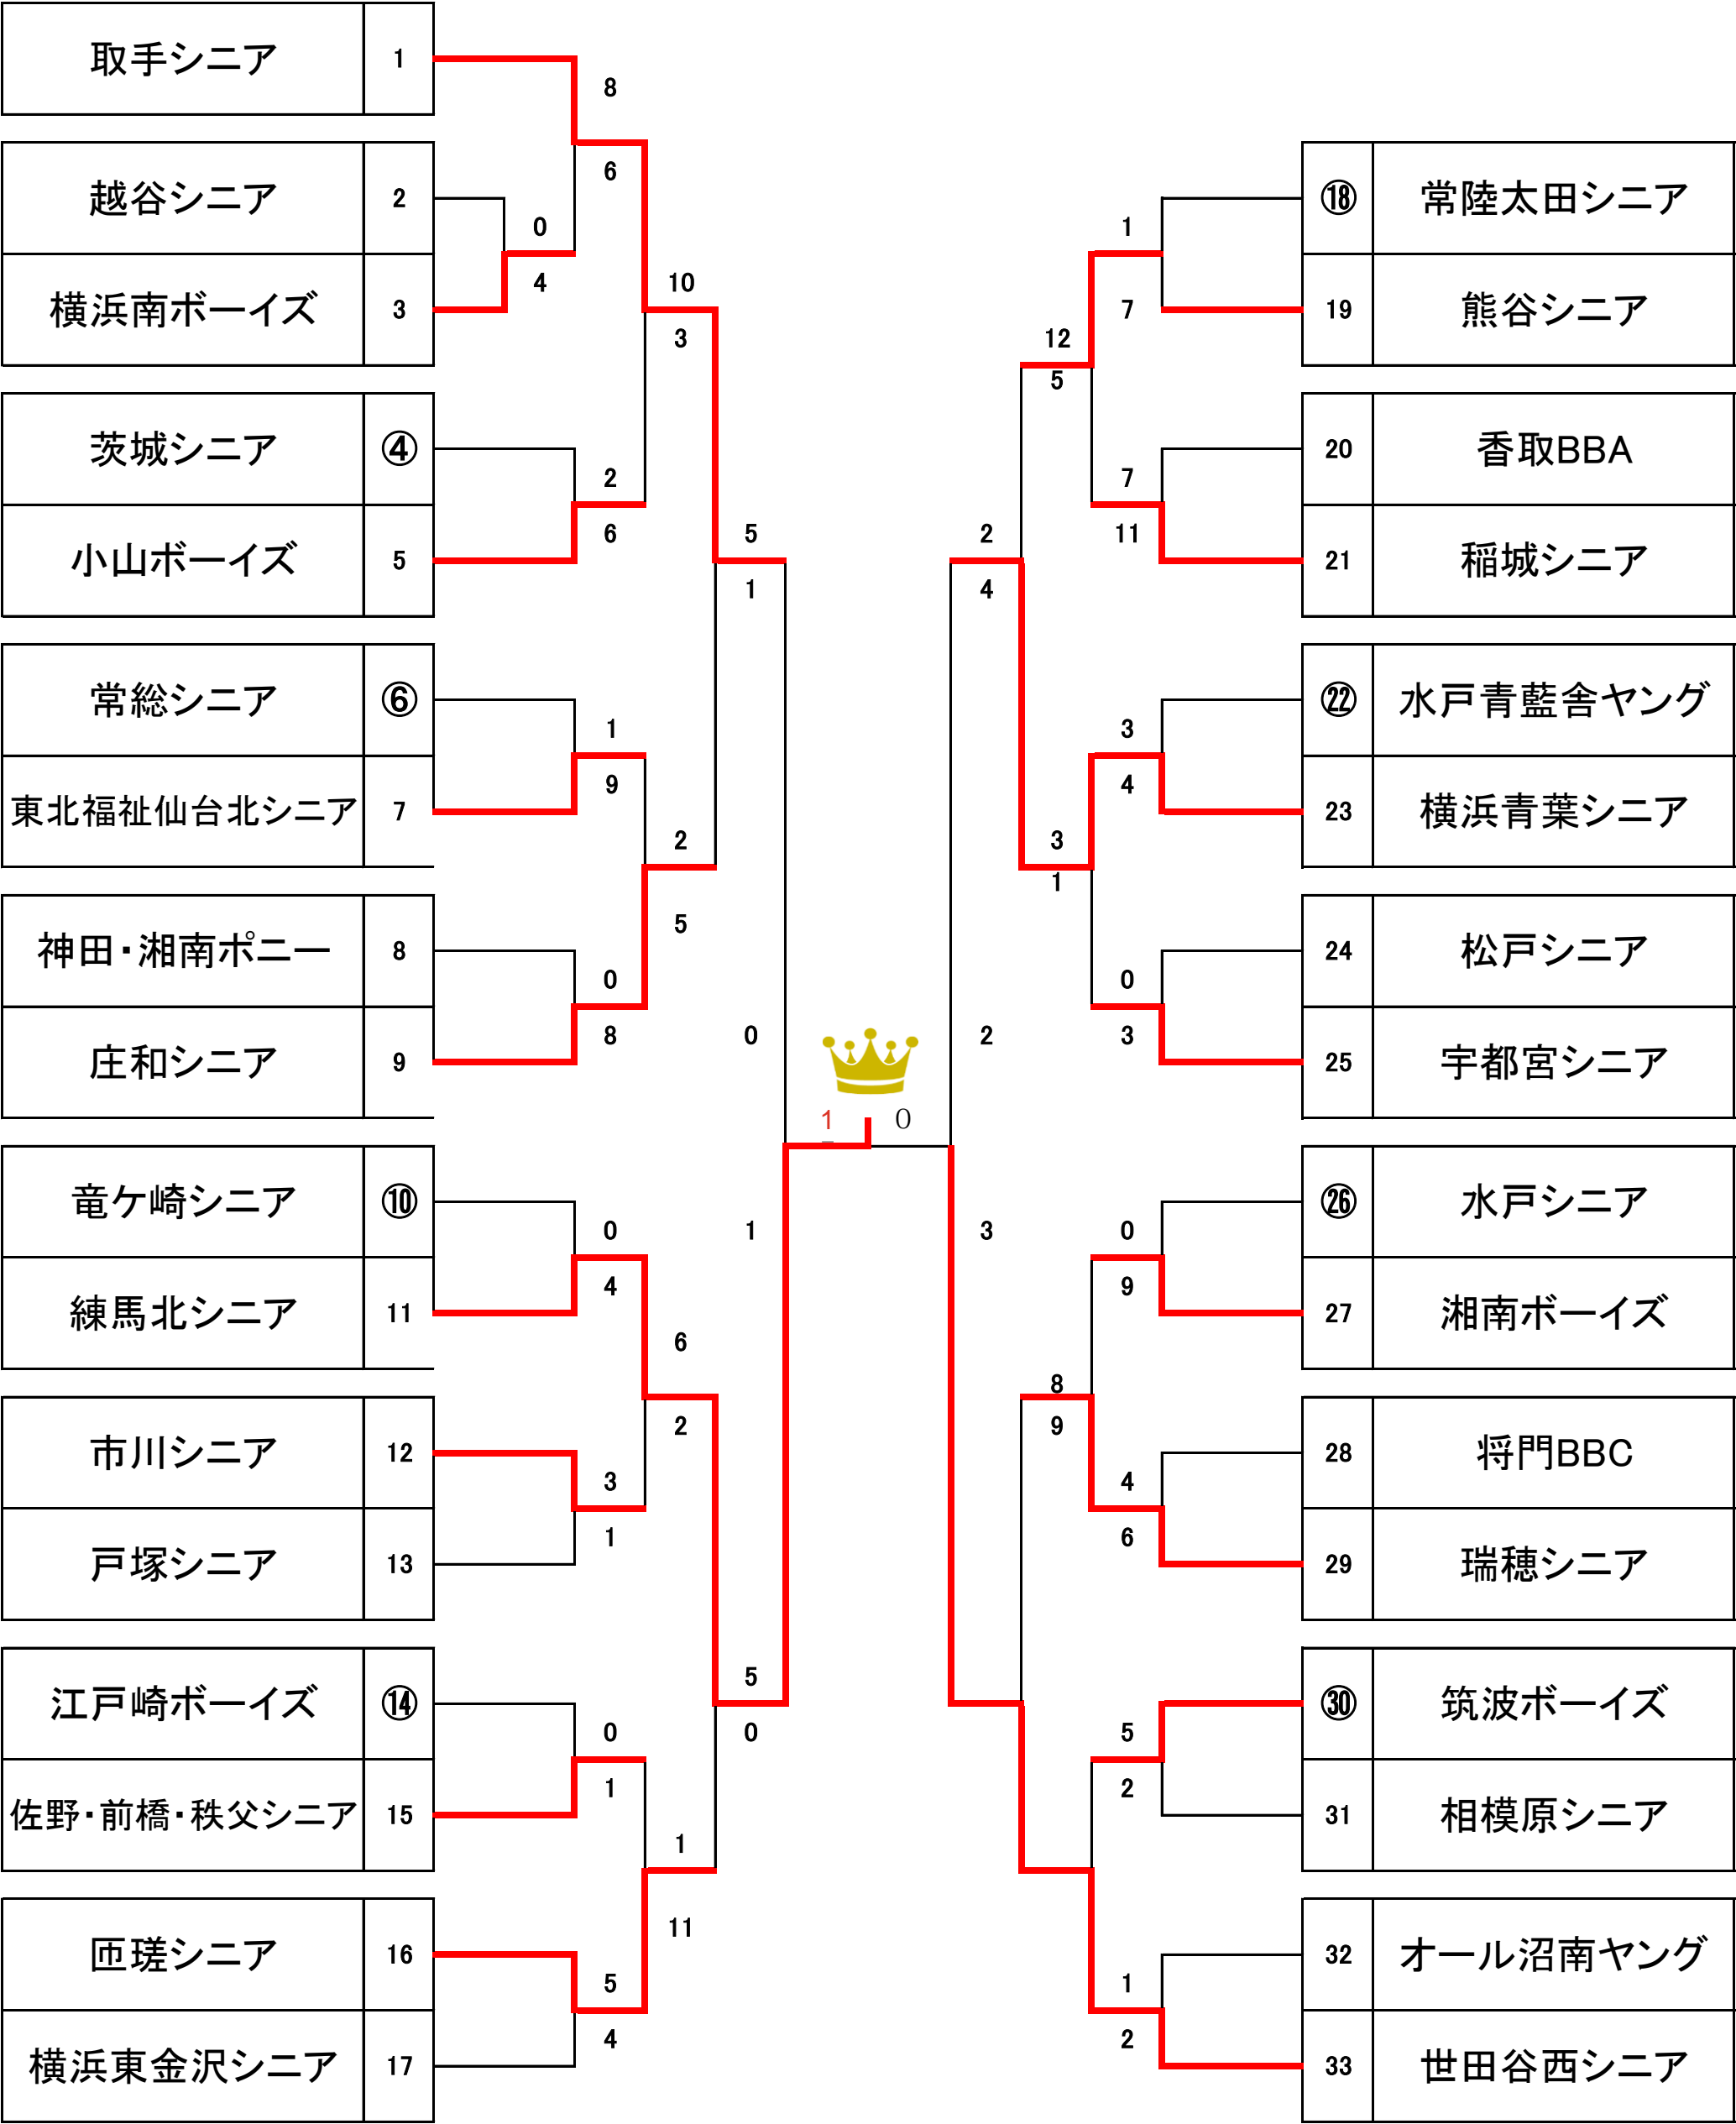 取手シニア 1
越谷シニア 2
横浜南ボーイズ 3
茨城シニア ④
小山ボーイズ 5
常総シニア ⑥
東北福祉仙台北シニア 7
神田・湘南ポニー 8
庄和シニア 9
竜ケ崎シニア ⑩
練馬北シニア 11
市川シニア 12
戸塚シニア 13
江戸崎ボーイズ ⑭
佐野・前橋・秩父シニア 15
匝瑳シニア 16
横浜東金沢シニア 17
8
6
0
4
10
3
2
6
5
1
1
9
2
5
0
8
0
1
0
4
6
2
3
1
5
0
0
1
1
11
5
4
1
0
1
7
12
5
7
11
2
4
3
4
3
1
0
3
2
3
0
9
8
9
4
6
5
2
1
2
⑱ 常陸太田シニア
19 熊谷シニア
20 香取BBA
21 稲城シニア
㉒ 水戸青藍舎ヤング
23 横浜青葉シニア
24 松戸シニア
25 宇都宮シニア
㉖ 水戸シニア
27 湘南ボーイズ
28 将門BBC
29 瑞穂シニア
㉚ 筑波ボーイズ
31 相模原シニア
32 オール沼南ヤング
33 世田谷西シニア